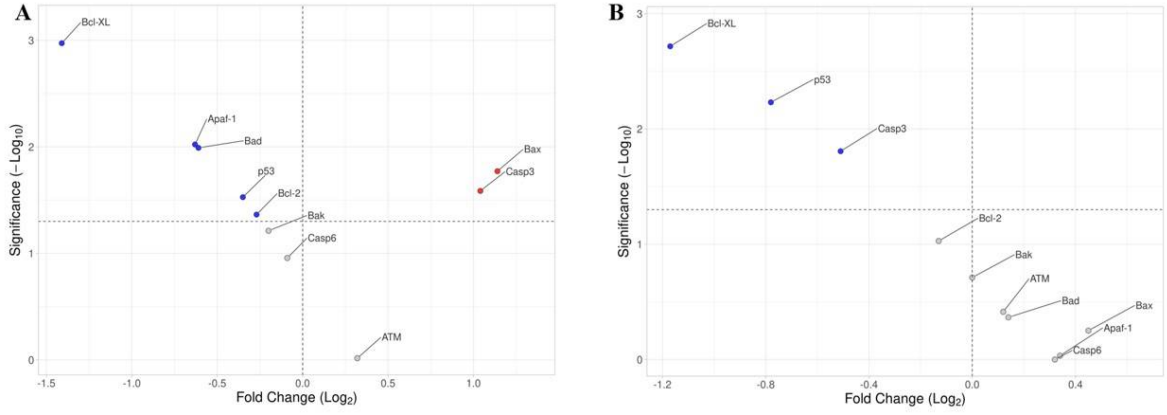 A
Significance (−Log10)
3
2
1
0
Bcl-XL
Apaf-1
Bad
p53
Bcl-2
Bak
Casp6
Bax
Casp3
ATM
-1.5 -1.0 -0.5 0.0 0.5 1.0
Fold Change (Log2)
B
Significance (−Log10)
3
2
1
0
Bcl-XL
p53
Casp3
Bcl-2
Bak
ATM
Bad
Bax
Apaf-1
Casp6
-1.2 -0.8 -0.4 0.0 0.4
Fold Change (Log2)